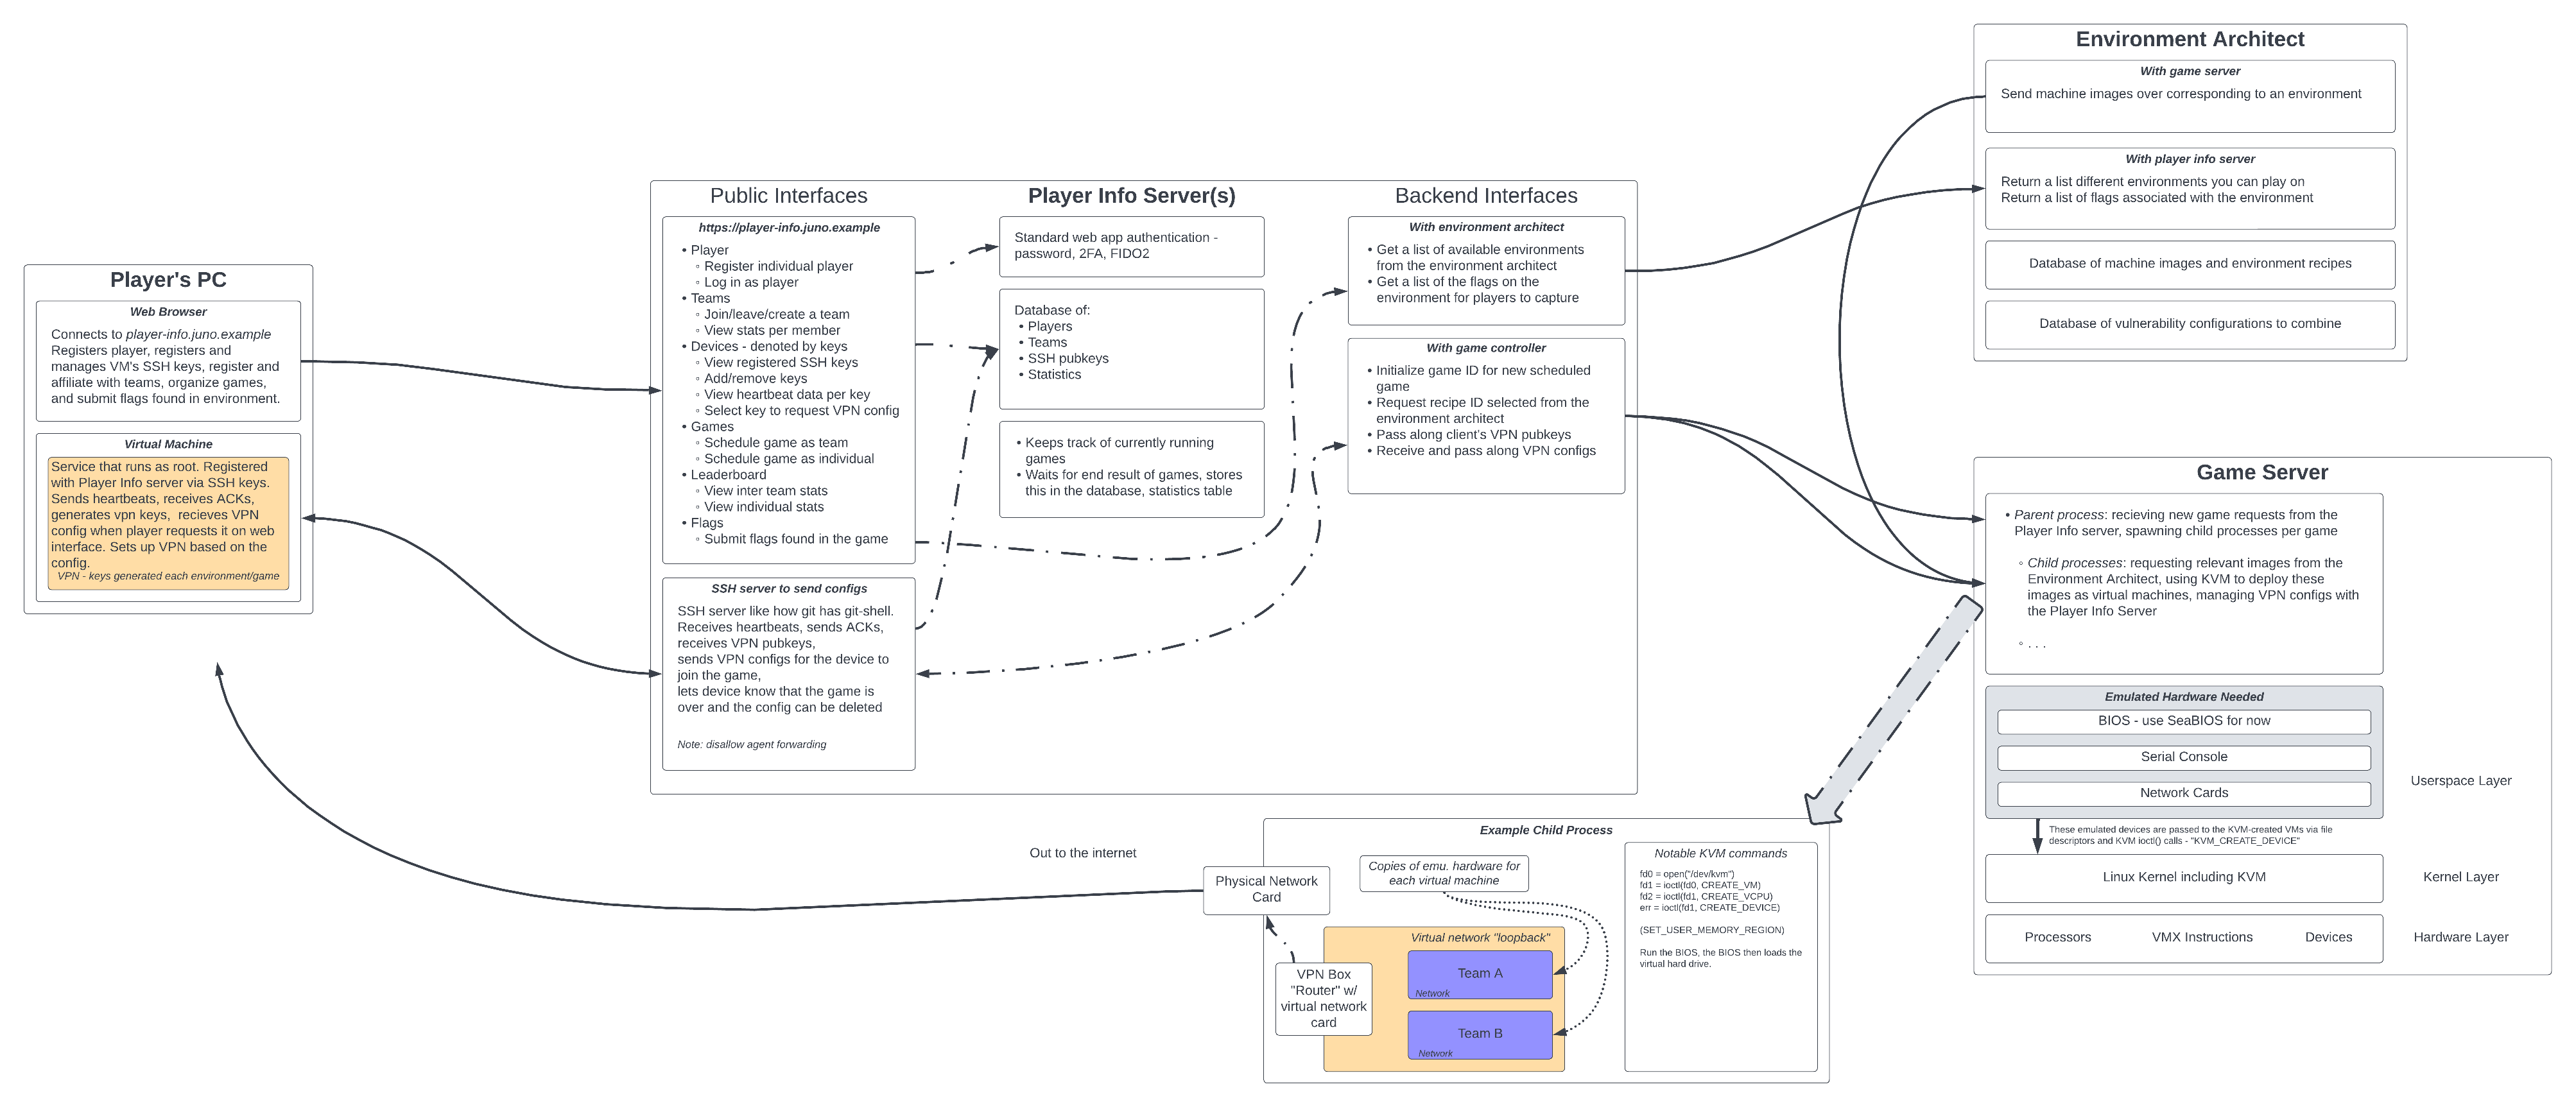 Player's PC
Web Browser
Connects to player-info.juno.example
Registers player, registers and
manages VM's SSH keys, register and
affiliate with teams, organize games,
and submit flags found in environment.
Virtual Machine
Service that runs as root. Registered
with Player Info server via SSH keys.
Sends heartbeats, receives ACKs,
generates vpn keys,  recieves VPN
config when player requests it on web
interface. Sets up VPN based on the
config.
VPN - keys generated each environment/game
Public Interfaces
https://player-info.juno.example
• Player
◦ Register individual player
◦ Log in as player
• Teams
◦ Join/leave/create a team
◦ View stats per member
• Devices - denoted by keys
◦ View registered SSH keys
◦ Add/remove keys
◦ View heartbeat data per key
◦ Select key to request VPN config
• Games
◦ Schedule game as team
◦ Schedule game as individual
• Leaderboard
◦ View inter team stats
◦ View individual stats
• Flags
◦ Submit flags found in the game
SSH server to send configs
SSH server like how git has git-shell.
Receives heartbeats, sends ACKs,
receives VPN pubkeys,
sends VPN configs for the device to
join the game,
lets device know that the game is
over and the config can be deleted
Note: disallow agent forwarding
Player Info Server(s)
Standard web app authentication -
password, 2FA, FIDO2
Database of:
• Players
• Teams
• SSH pubkeys
• Statistics
• Keeps track of currently running
games
• Waits for end result of games, stores
this in the database, statistics table
Backend Interfaces
With environment architect
• Get a list of available environments
from the environment architect
• Get a list of the flags on the
environment for players to capture
With game controller
• Initialize game ID for new scheduled
game
• Request recipe ID selected from the
environment architect
• Pass along client's VPN pubkeys
• Receive and pass along VPN configs
Environment Architect
With game server
Send machine images over corresponding to an environment
With player info server
Return a list different environments you can play on
Return a list of flags associated with the environment
Database of machine images and environment recipes
Database of vulnerability configurations to combine
Game Server
• Parent process: recieving new game requests from the
Player Info server, spawning child processes per game
◦ Child processes: requesting relevant images from the
Environment Architect, using KVM to deploy these
images as virtual machines, managing VPN configs with
the Player Info Server
◦ . . .
Emulated Hardware Needed
BIOS - use SeaBIOS for now
Serial Console
Network Cards
Userspace Layer
These emulated devices are passed to the KVM-created VMs via file
descriptors and KVM ioctl() calls - "KVM_CREATE_DEVICE"
Linux Kernel including KVM
Kernel Layer
Processors
VMX Instructions
Devices
Hardware Layer
Out to the internet
Example Child Process
Physical Network
Card
Copies of emu. hardware for
each virtual machine
Virtual network "loopback"
Team A
Network
Team B
Network
VPN Box
"Router" w/
virtual network
card
Notable KVM commands
fd0 = open("/dev/kvm")
fd1 = ioctl(fd0, CREATE_VM)
fd2 = ioctl(fd1, CREATE_VCPU)
err = ioctl(fd1, CREATE_DEVICE)
(SET_USER_MEMORY_REGION)
Run the BIOS, the BIOS then loads the
virtual hard drive.